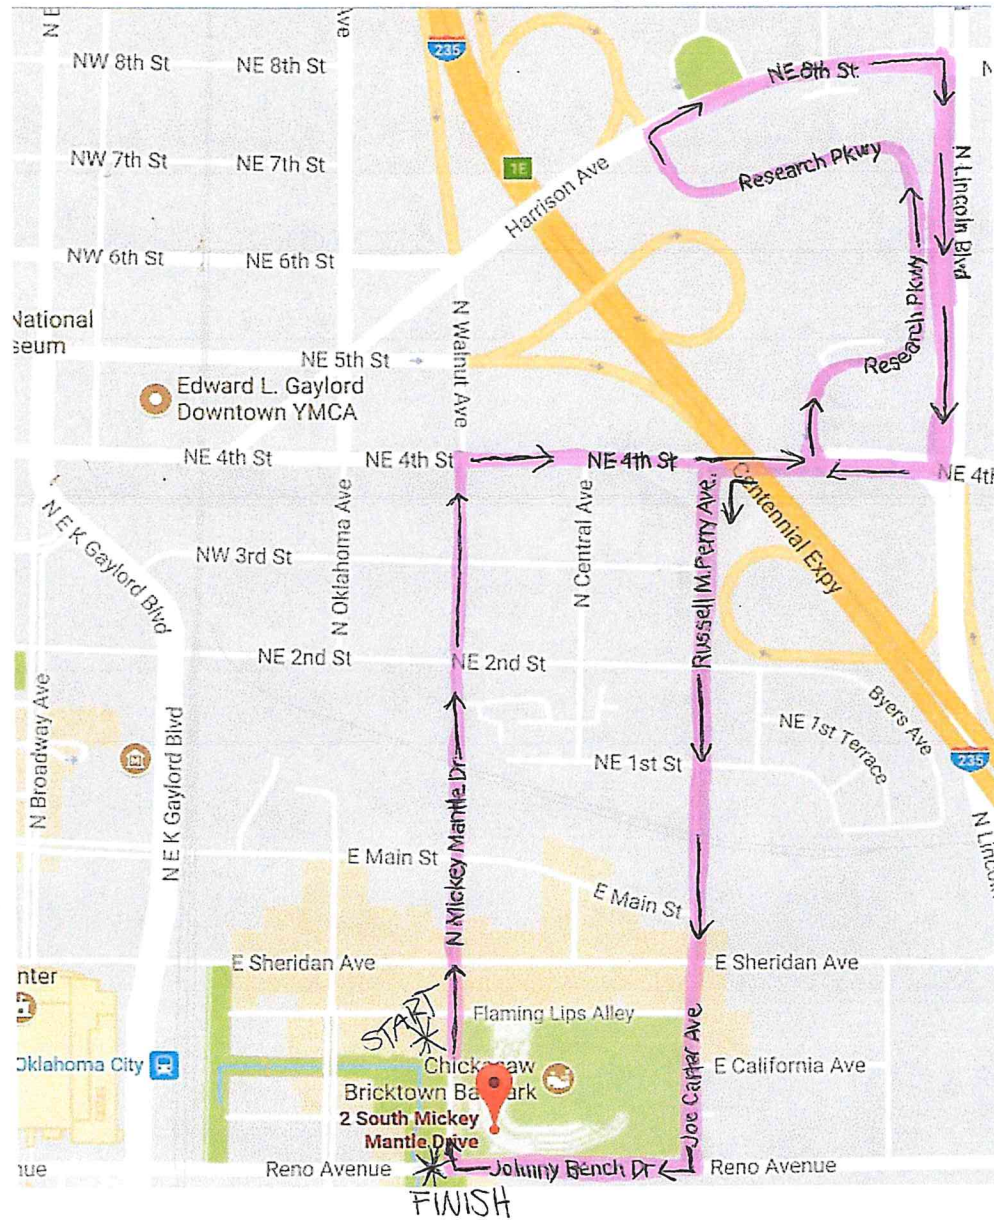 NE
Ave
NW 8th St
NE 8th St
235
NE 8th St.
N
NW 7th St
NE 7th St
1E
Harrison Ave
Research Pkwy
N Lincoln Blvd
NW 6th St
NE 6th St
Research Pkwy
National
seum
N Walnut Ave
NE 5th St
Edward L. Gaylord
Downtown YMCA
NE 4th St
NE 4th St
NE 4th St
NE 4th
Centennial Expy
N E K Gaylord Blvd
N Oklahoma Ave
N Central Ave
Russell M. Perry Ave.
NW 3rd St
NE 2nd St
NE 2nd St
Byers Ave
NE 1st Terrace
NE 1st St
235
N Broadway Ave
N E K Gaylord Blvd
N Mickey Mantle Dr.
N Lincoln
E Main St
E Main St
E Sheridan Ave
E Sheridan Ave
nter
START
Flaming Lips Alley
Joe Carter Ave
Oklahoma City
Chickasaw
Bricktown Ballpark
E California Ave
2 South Mickey
Mantle Drive
nue
Reno Avenue
Johnny Bench Dr
Reno Avenue
FINISH